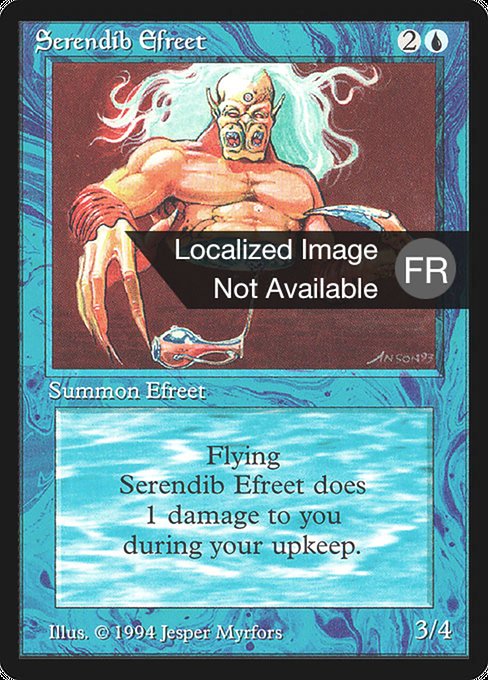 Serendib Efreet 2
Localized Image
Not Available
FR
ANSON93
Summon Efreet
Flying
Serendib Efreet does
1 damage to you
during your upkeep.
Illus. © 1994 Jesper Myrfors
3/4